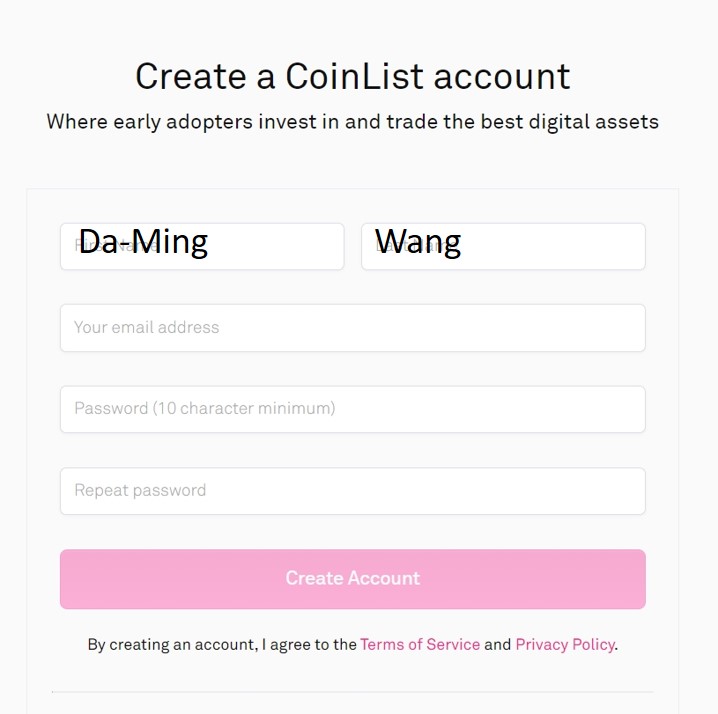 Create a CoinList account
Where early adopters invest in and trade the best digital assets
Da-Ming Wang
Your email address
Password (10 character minimum)
Repeat password
Create Account
By creating an account, I agree to the Terms of Service and Privacy Policy.